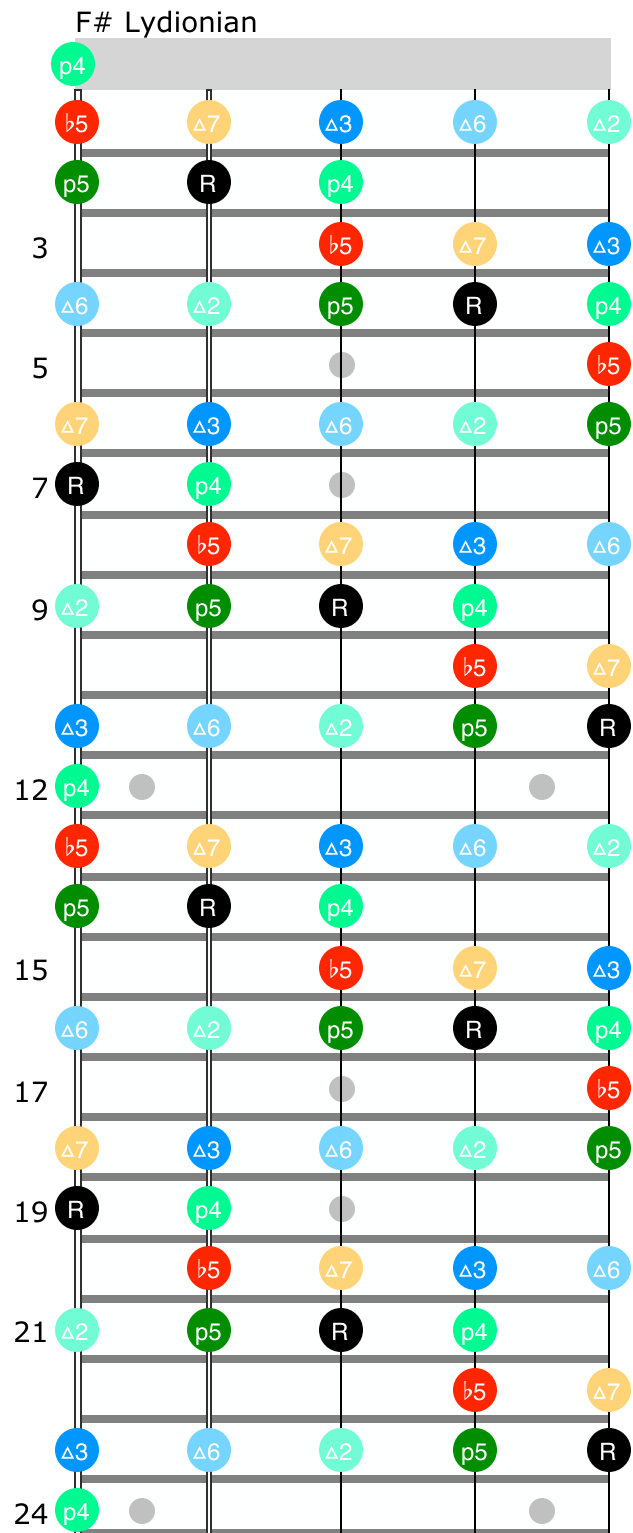 F# Lydionian
p4
♭5 △7 △3 △6 △2
p5 R p4
3 ♭5 △7 △3
△6 △2 p5 R p4
5 ♭5
△7 △3 △6 △2 p5
7 R p4
♭5 △7 △3 △6
9 △2 p5 R p4
♭5 △7
△3 △6 △2 p5 R
12 p4
♭5 △7 △3 △6 △2
p5 R p4
15 ♭5 △7 △3
△6 △2 p5 R p4
17 ♭5
△7 △3 △6 △2 p5
19 R p4
♭5 △7 △3 △6
21 △2 p5 R p4
♭5 △7
△3 △6 △2 p5 R
24 p4